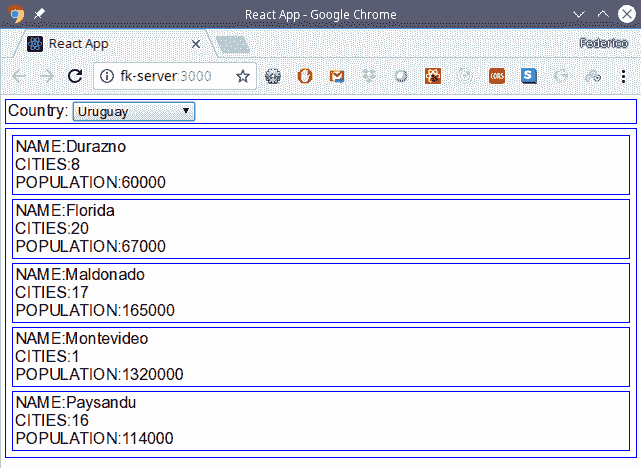 React App - Google Chrome
React App
Federico
fk-server:3000
CORS
S
Country: Uruguay
NAME:Durazno
CITIES:8
POPULATION:60000
NAME:Florida
CITIES:20
POPULATION:67000
NAME:Maldonado
CITIES:17
POPULATION:165000
NAME:Montevideo
CITIES:1
POPULATION:1320000
NAME:Paysandu
CITIES:16
POPULATION:114000